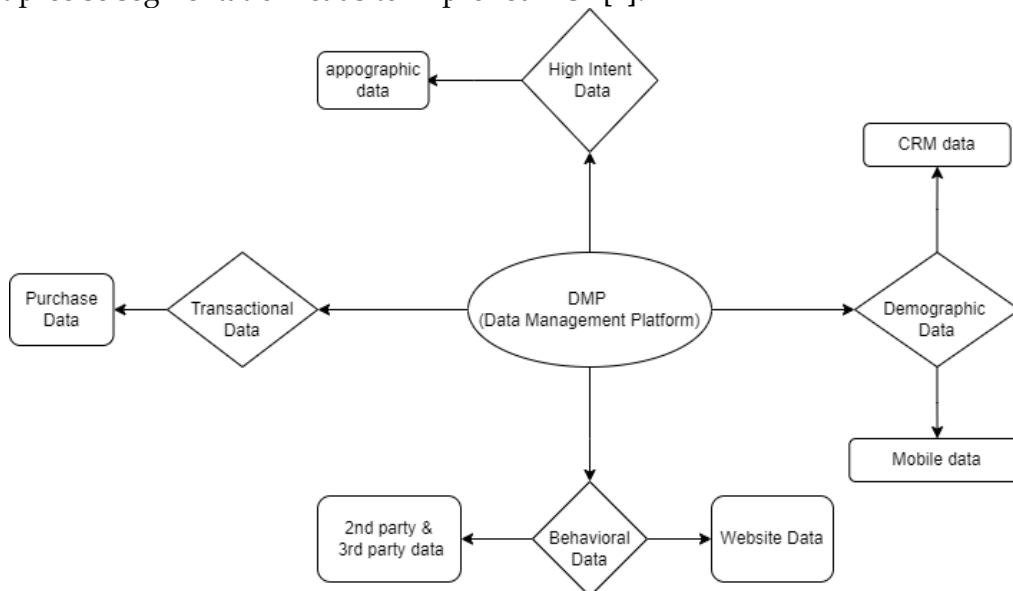 appographic
data
High Intent
Data
CRM data
Purchase
Data
Transactional
Data
DMP
(Data Management Platform)
Demographic
Data
Mobile data
2nd party &
3rd party data
Behavioral
Data
Website Data